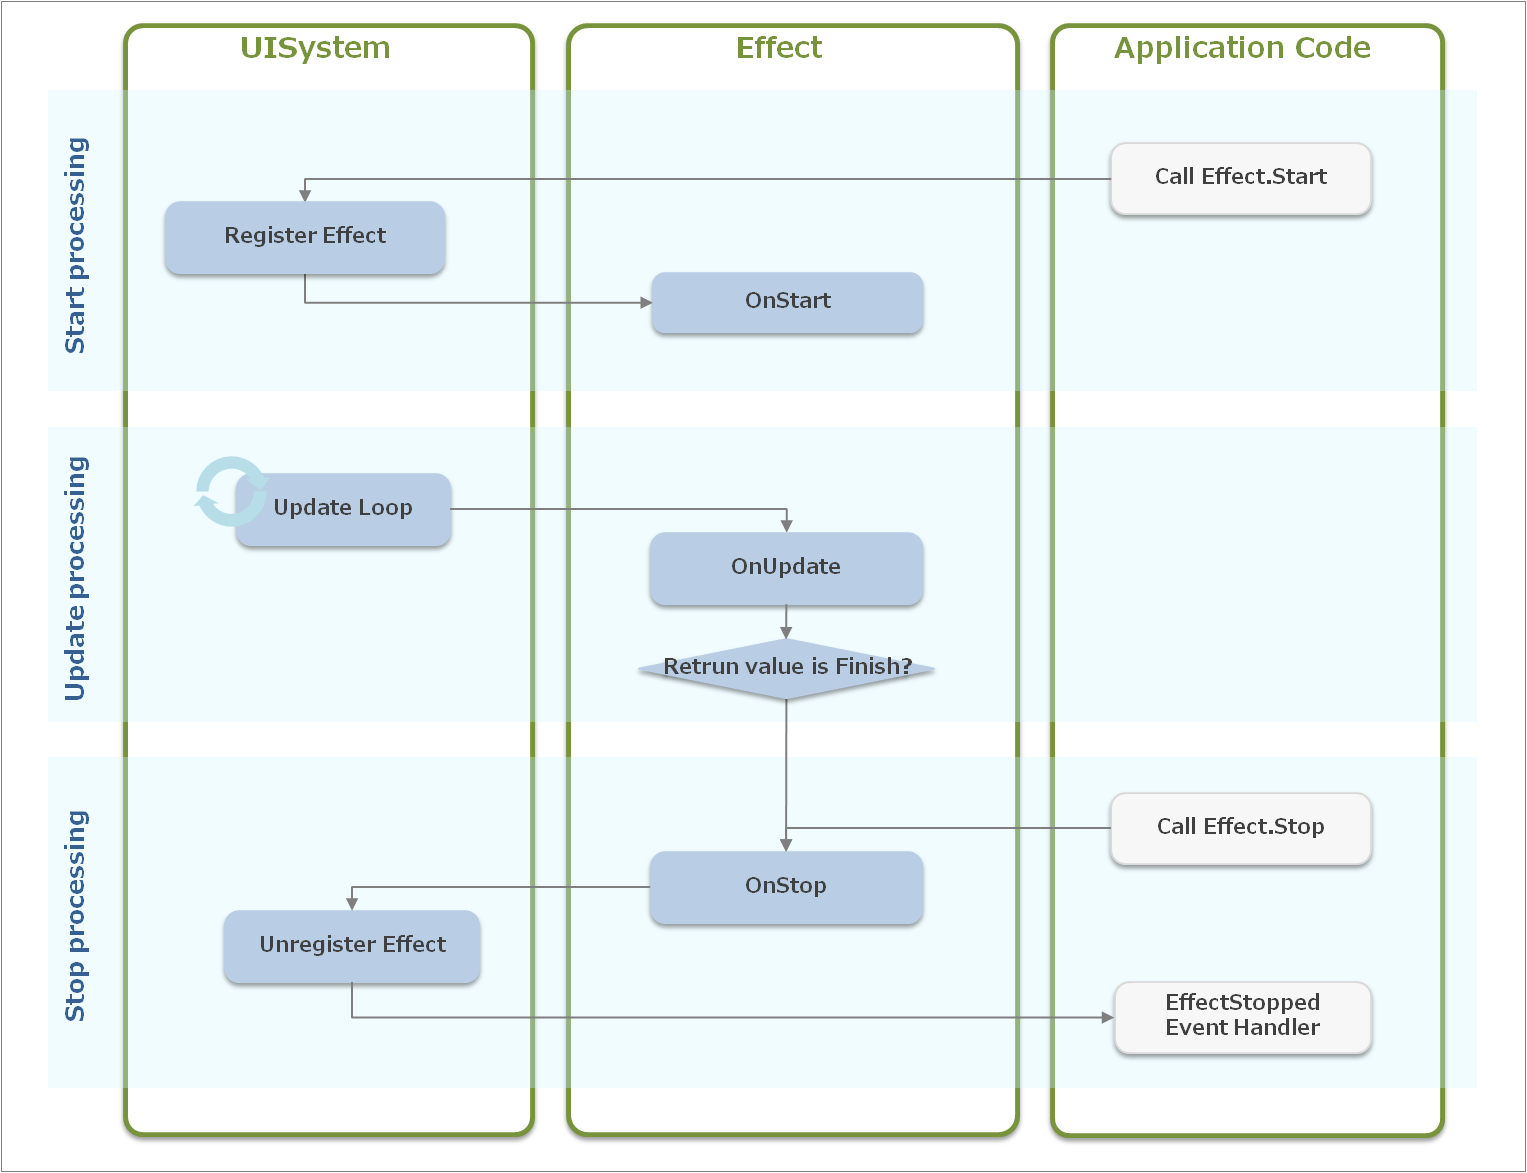 UISystem
Effect
Application Code
Start processing
Call Effect.Start
Register Effect
OnStart
Update processing
Update Loop
OnUpdate
Retrun value is Finish?
Stop processing
Call Effect.Stop
OnStop
Unregister Effect
EffectStopped
Event Handler